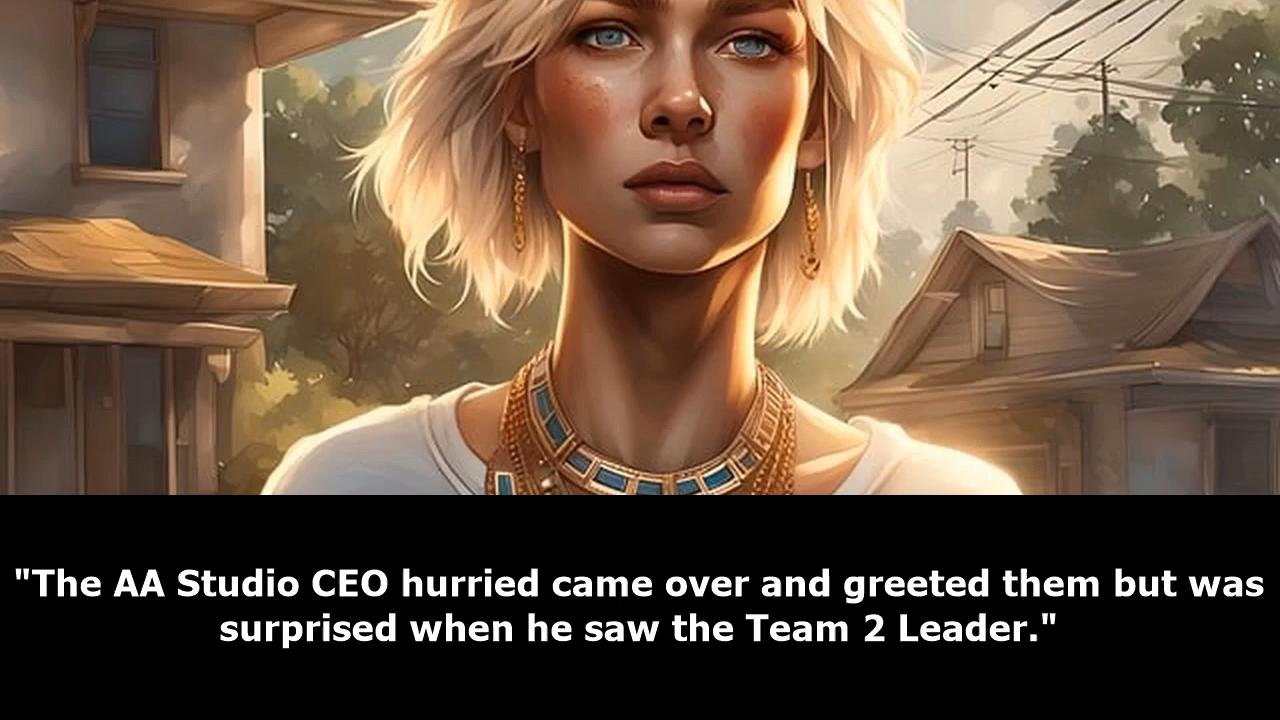 "The AA Studio CEO hurried came over and greeted them but was
surprised when he saw the Team 2 Leader."